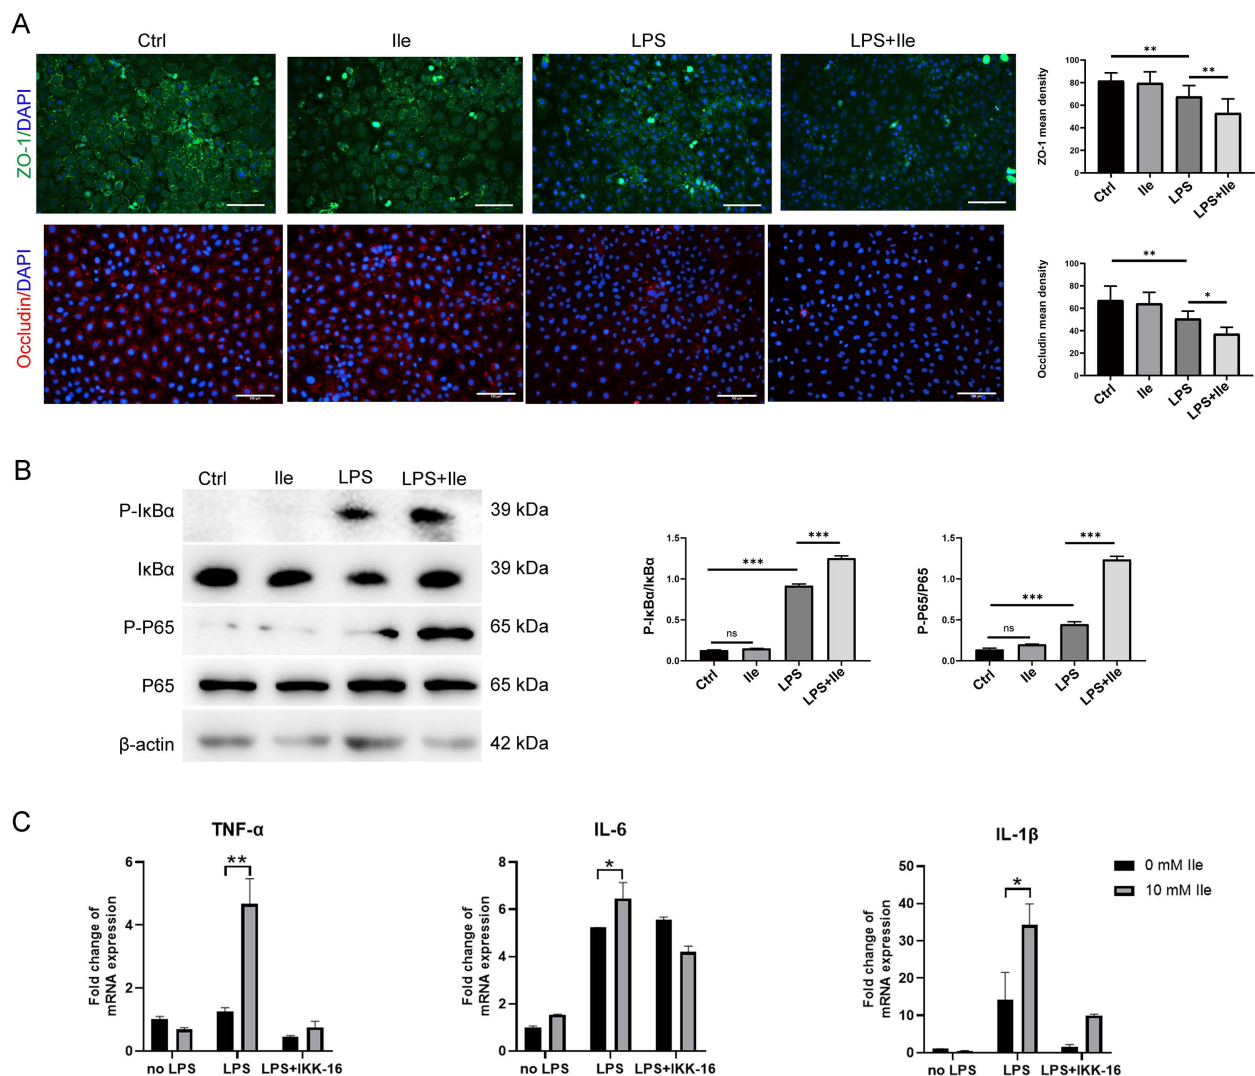 A
Ctrl
Ile
LPS
LPS+Ile
ZO-1/DAPI
ZO-1 mean density
100
80
60
40
20
0
**
**
Ctrl
Ile
LPS
LPS+Ile
Occludin/DAPI
Occludin mean density
100
80
60
40
20
0
**
*
Ctrl
Ile
LPS
LPS+Ile
B
Ctrl
Ile
LPS
LPS+Ile
P-IκBα
39 kDa
IκBα
39 kDa
P-P65
65 kDa
P65
65 kDa
β-actin
42 kDa
P-IκBα/IκBα
1.5
1.0
0.5
0.0
ns
***
***
Ctrl
Ile
LPS
LPS+Ile
P-P65/P65
1.5
1.0
0.5
0.0
ns
***
***
Ctrl
Ile
LPS
LPS+Ile
C
TNF-α
Fold change of
mRNA expression
6
4
2
0
**
no LPS
LPS
LPS+IKK-16
IL-6
Fold change of
mRNA expression
8
6
4
2
0
*
no LPS
LPS
LPS+IKK-16
IL-1β
Fold change of
mRNA expression
50
40
30
20
10
0
*
no LPS
LPS
LPS+IKK-16
0 mM Ile
10 mM Ile